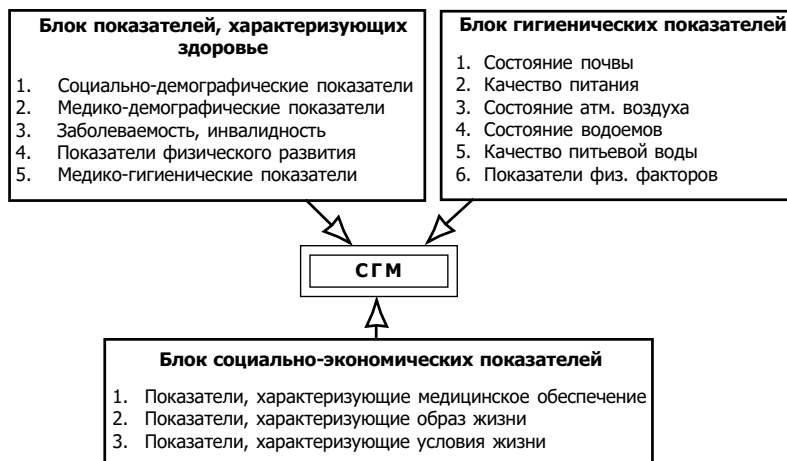 Блок показателей, характеризующих
здоровье
1. Социально-демографические показатели
2. Медико-демографические показатели
3. Заболеваемость, инвалидность
4. Показатели физического развития
5. Медико-гигиенические показатели
Блок гигиенических показателей
1. Состояние почвы
2. Качество питания
3. Состояние атм. воздуха
4. Состояние водоемов
5. Качество питьевой воды
6. Показатели физ. факторов
СГМ
Блок социально-экономических показателей
1. Показатели, характеризующие медицинское обеспечение
2. Показатели, характеризующие образ жизни
3. Показатели, характеризующие условия жизни